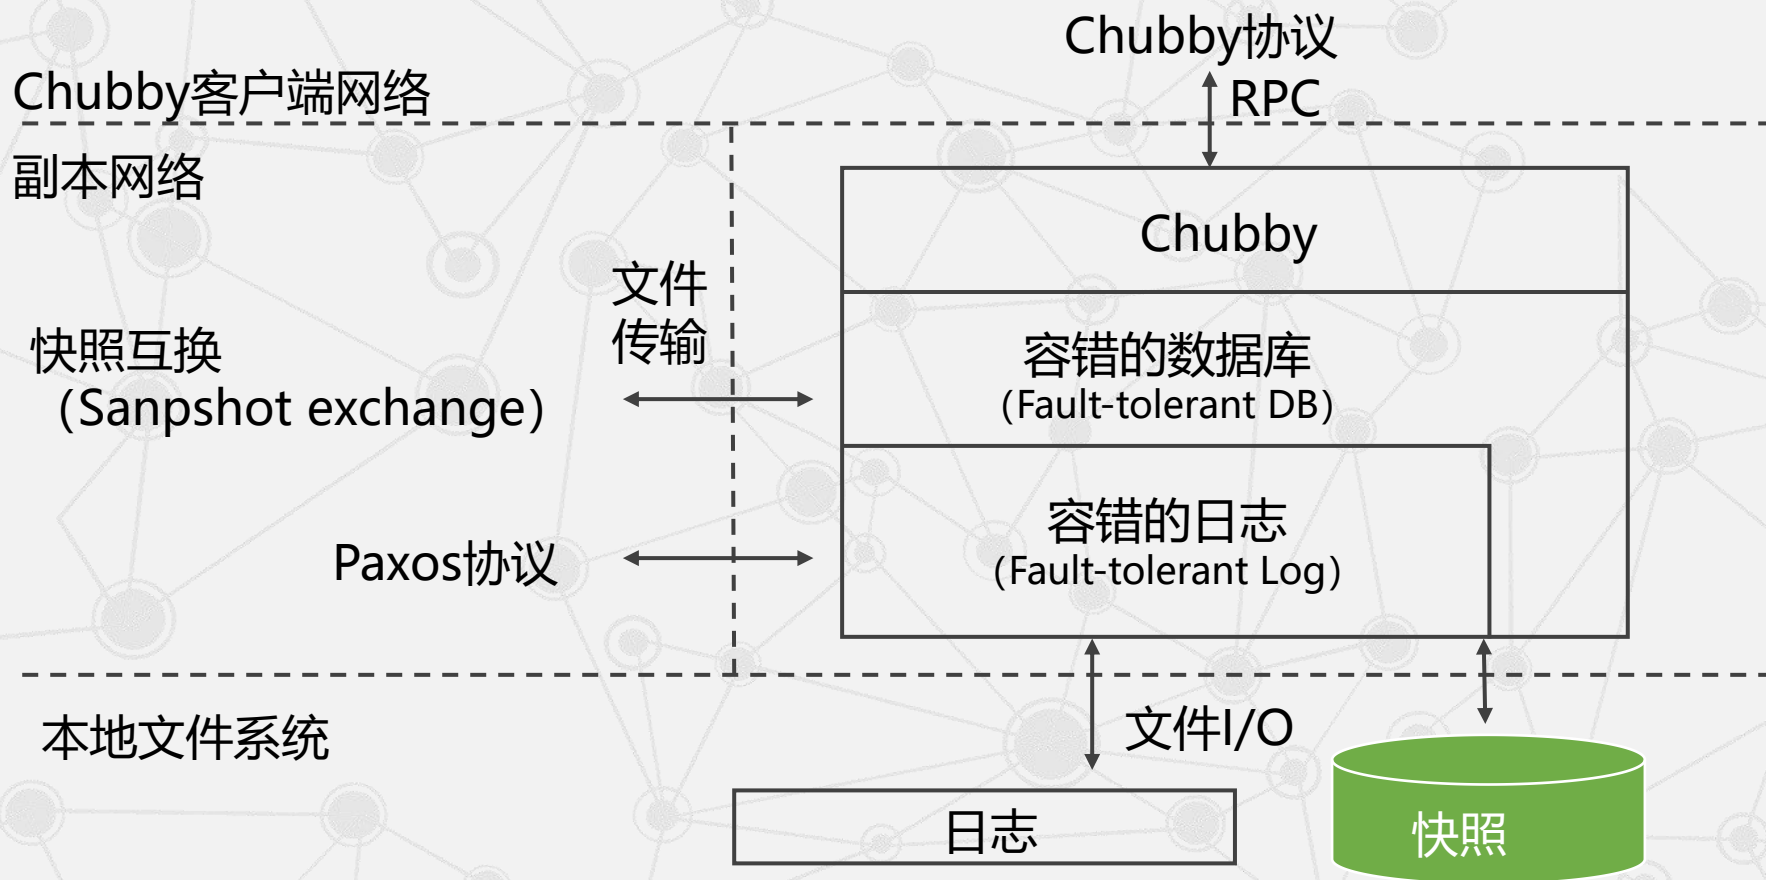 Chubby协议
RPC
Chubby客户端网络
副本网络
Chubby
文件
传输
快照互换
（Sanpshot exchange）
容错的数据库
（Fault-tolerant DB）
容错的日志
（Fault-tolerant Log）
Paxos协议
本地文件系统
文件I/O
日志
快照